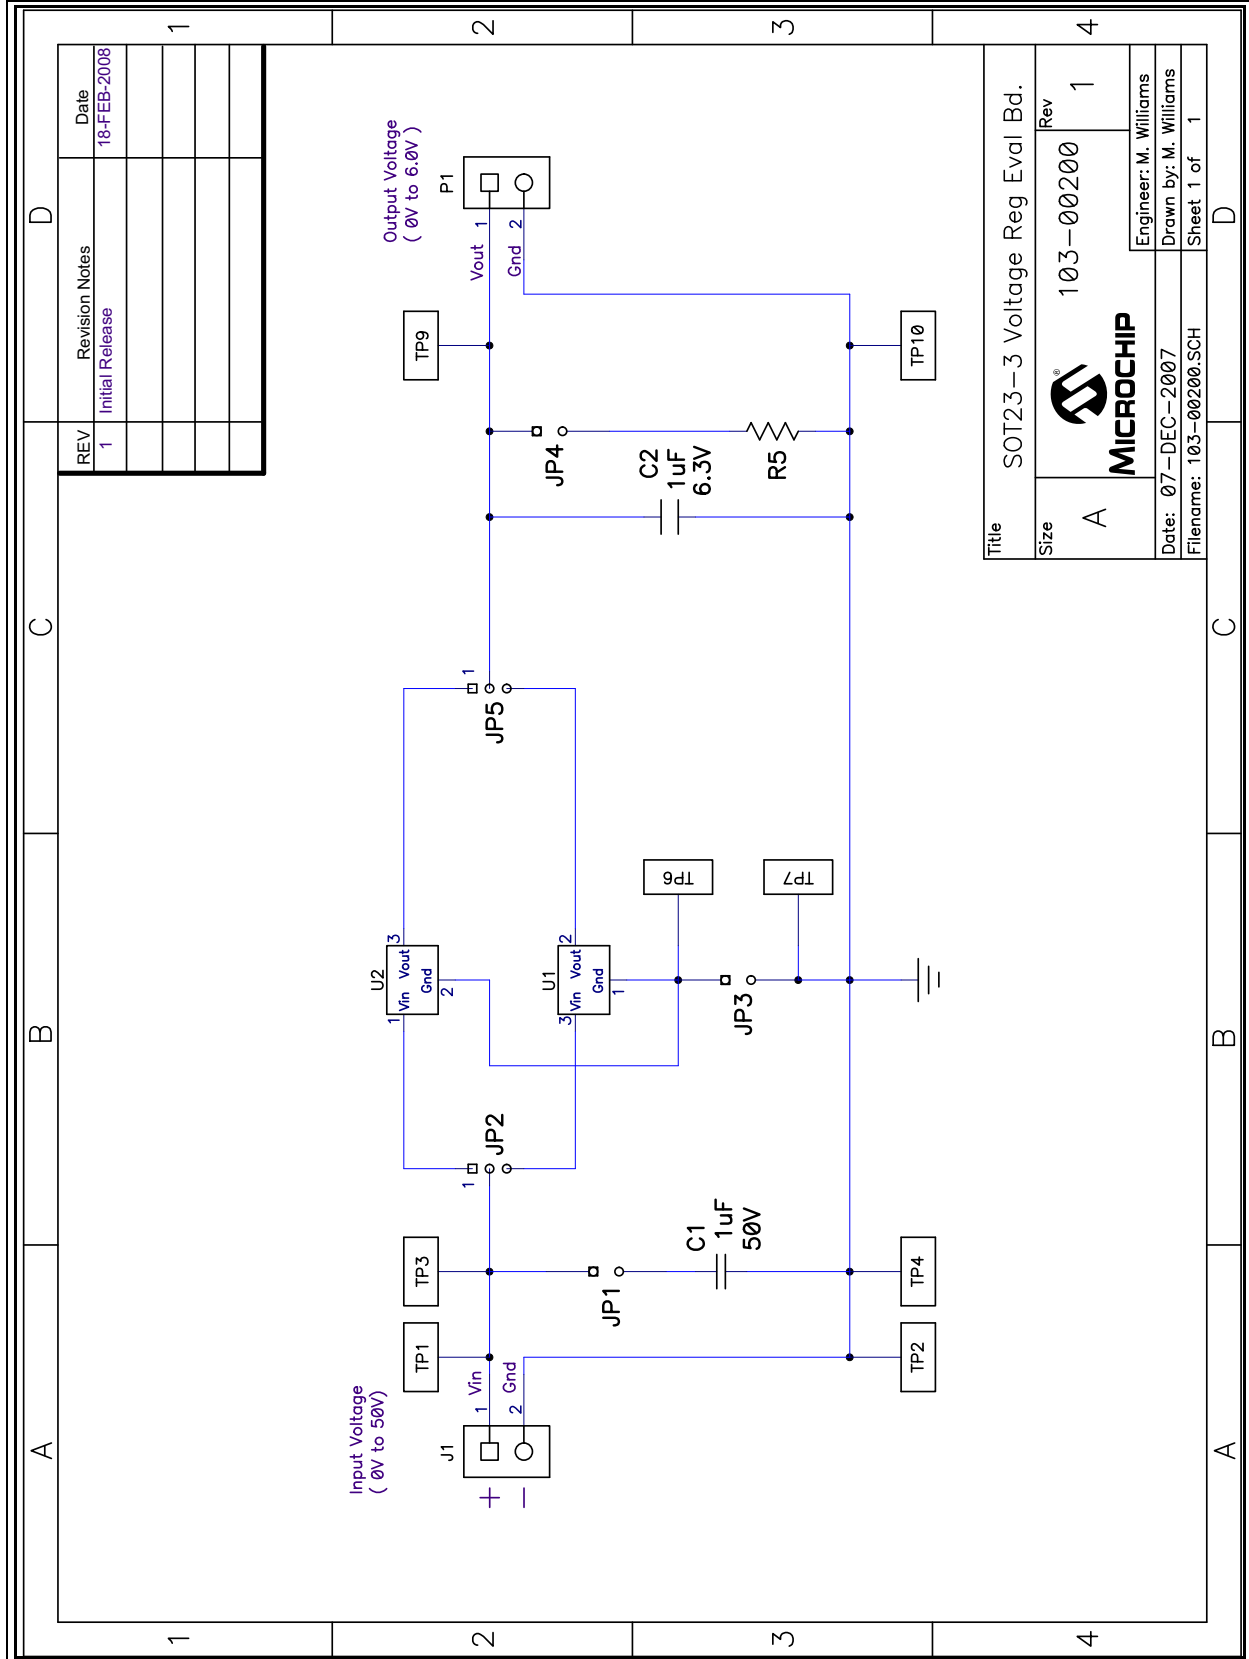 A
B
C
D
1
2
3
4
REV
Revision Notes
Date
1
Initial Release
18-FEB-2008
Input Voltage
( 0V to 50V)
Output Voltage
( 0V to 6.0V )
J1
+
−
1
Vin
2
Gnd
TP1
TP3
TP2
TP4
JP1
C1
1uF
50V
1
JP2
U2
1
Vin
Vout
3
Gnd
2
U1
3
Vin
Vout
2
Gnd
1
TP6
TP7
JP3
1
JP5
C2
1uF
6.3V
JP4
R5
TP9
TP10
Vout
1
Gnd
2
P1
Title
SOT23-3 Voltage Reg Eval Bd.
Size
A
103-00200
Rev
1
®
MICROCHIP
Engineer: M. Williams
Date: 07-DEC-2007
Drawn by: M. Williams
Filename: 103-00200.SCH
Sheet 1 of 1
1
2
3
4
A
B
C
D